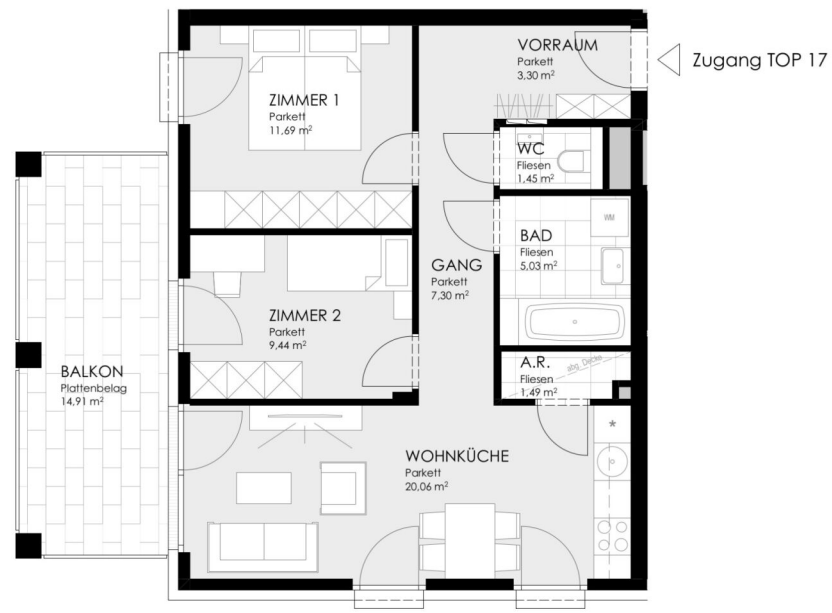 VORRAUM
Parkett
3,30 m²
Zugang TOP 17
ZIMMER 1
Parkett
11,69 m²
WC
Fliesen
1,45 m²
BAD
Fliesen
5,03 m²
WM
GANG
Parkett
7,30 m²
ZIMMER 2
Parkett
9,44 m²
BALKON
Plattenbelag
14,91 m²
A.R.
Fliesen
1,49 m²
abg. Decke
WOHNKÜCHE
Parkett
20,06 m²
*